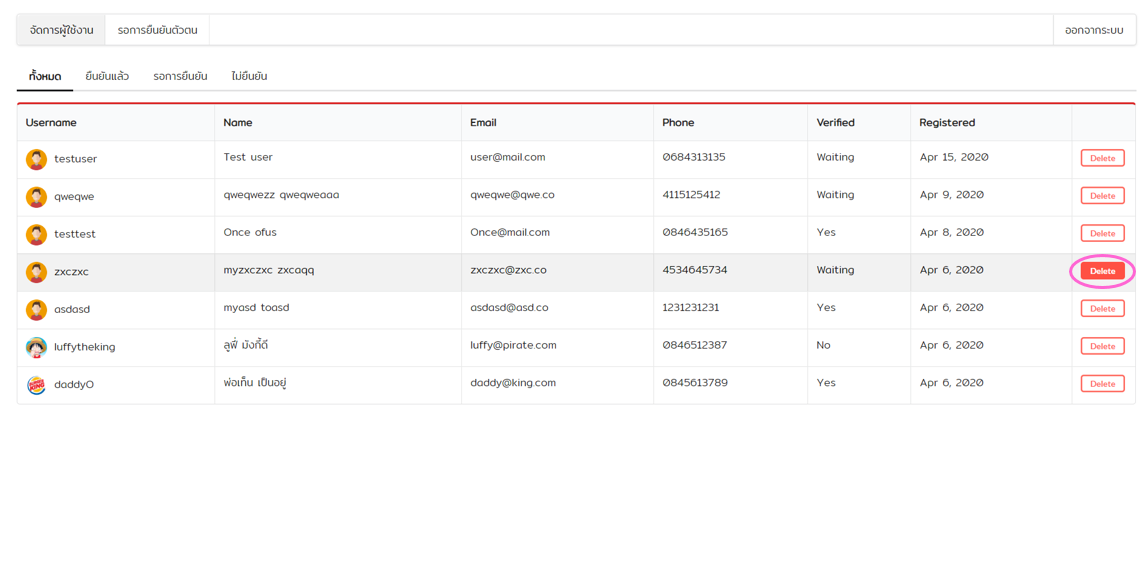 จัดการผู้ใช้งาน รอการยืนยันตัวตน ออกจากระบบ
ทั้งหมด ยืนยันแล้ว รอการยืนยัน ไม่ยืนยัน
Username Name Email Phone Verified Registered
testuser Test user user@mail.com 0684313135 Waiting Apr 15, 2020 Delete
qweqwe qweqwezz qweqweaaa qweqwe@qwe.co 4115125412 Waiting Apr 9, 2020 Delete
testtest Once ofus Once@mail.com 0846435165 Yes Apr 8, 2020 Delete
zxczxc myzxczxc zxcaqq zxczxc@zxc.co 4534645734 Waiting Apr 6, 2020 Delete
asdasd myasd toasd asdasd@asd.co 1231231231 Yes Apr 6, 2020 Delete
luffytheking ลูฟี่ มังกี้ดี luffy@pirate.com 0846512387 No Apr 6, 2020 Delete
BURGER KING daddyO พ่อเท็น เป็นอยู่ daddy@king.com 0845613789 Yes Apr 6, 2020 Delete